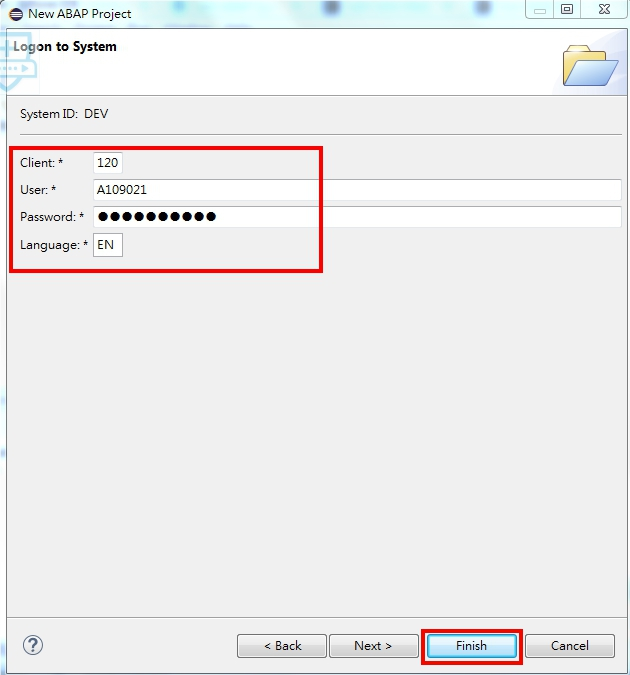 New ABAP Project
Logon to System
System ID: DEV
Client: * 120
User: * A109021
Password: * ●●●●●●●●●●
Language: * EN
? < Back Next > Finish Cancel